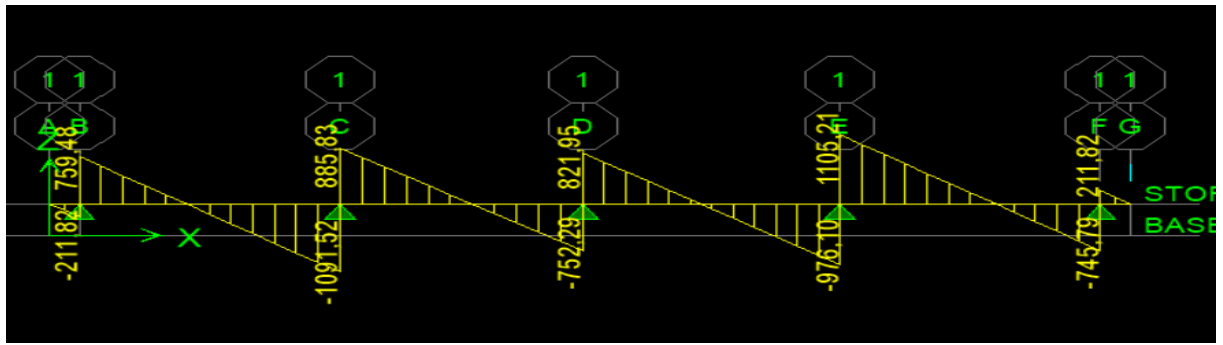 1 1 1 1 1 1 1
A B C D E F G
Z
759,48 885,83 821,95 1105,21 211,82
STOR
BASE
X
-211,82 -1091,52 -752,29 -976,10 -745,79